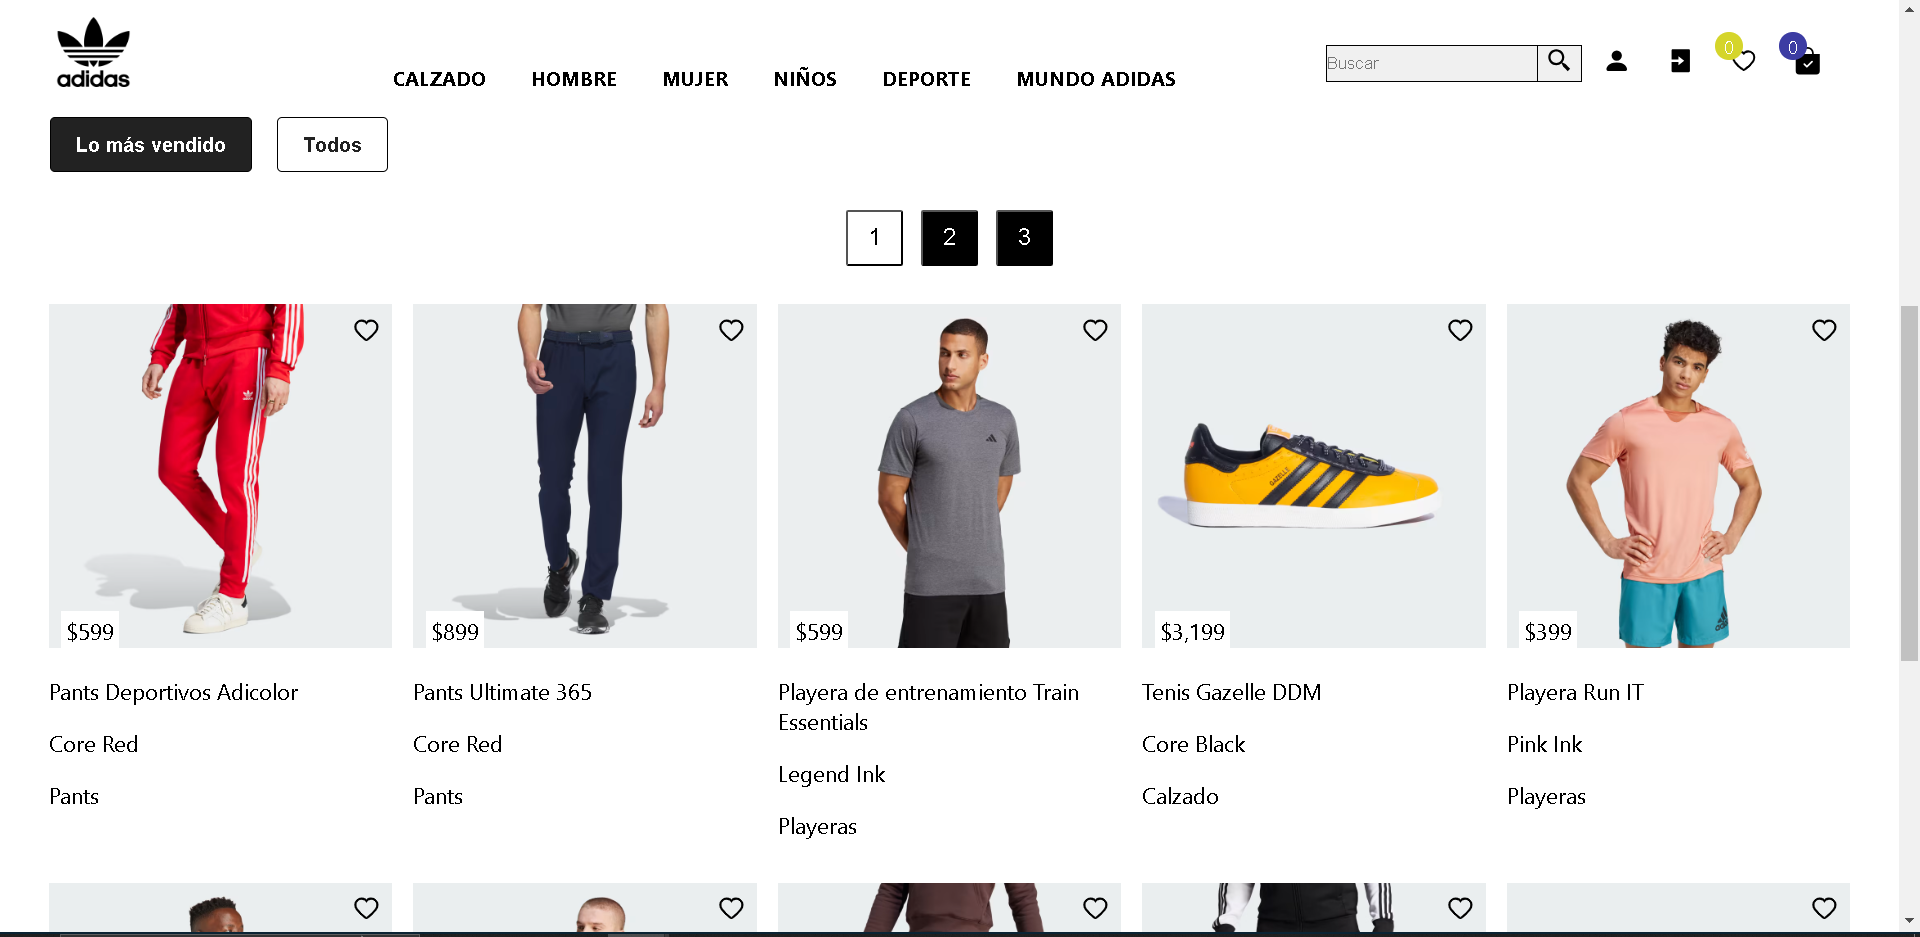 adidas
CALZADO HOMBRE MUJER NIÑOS DEPORTE MUNDO ADIDAS
Buscar
0
0
Lo más vendido
Todos
1 2 3
$599
Pants Deportivos Adicolor
Core Red
Pants
$899
Pants Ultimate 365
Core Red
Pants
$599
Playera de entrenamiento Train
Essentials
Legend Ink
Playeras
GAZELLE
$3,199
Tenis Gazelle DDM
Core Black
Calzado
adidas
$399
Playera Run IT
Pink Ink
Playeras